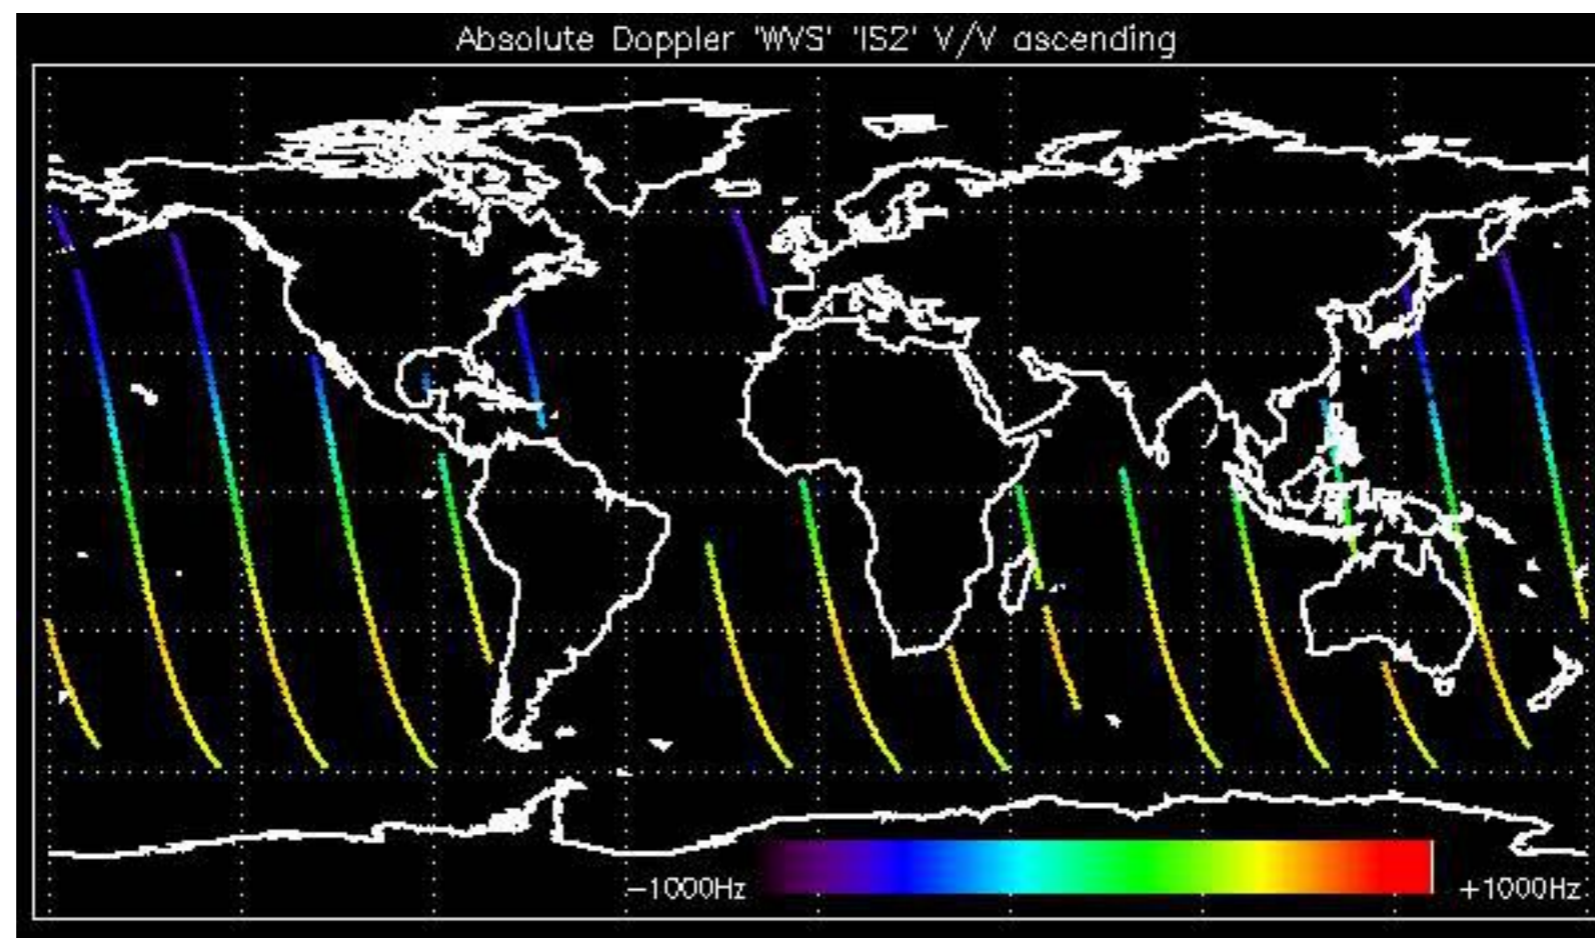 Absolute Doppler 'WVS' 'IS2' V/V ascending
−1000Hz +1000Hz